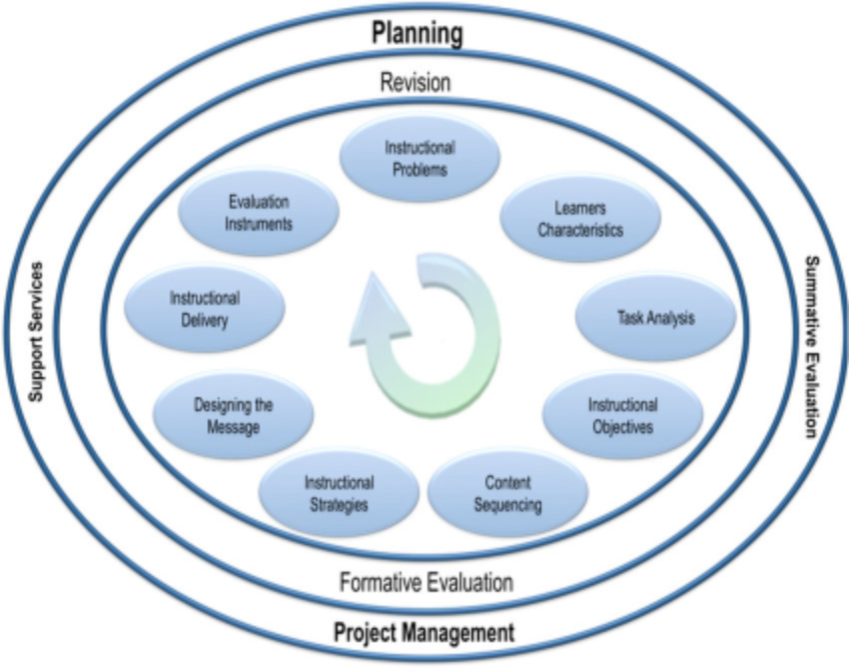 Planning
Revision
Instructional
Problems
Learners
Characteristics
Task Analysis
Instructional
Objectives
Content
Sequencing
Instructional
Strategies
Designing the
Message
Instructional
Delivery
Evaluation
Instruments
Support Services
Summative Evaluation
Formative Evaluation
Project Management